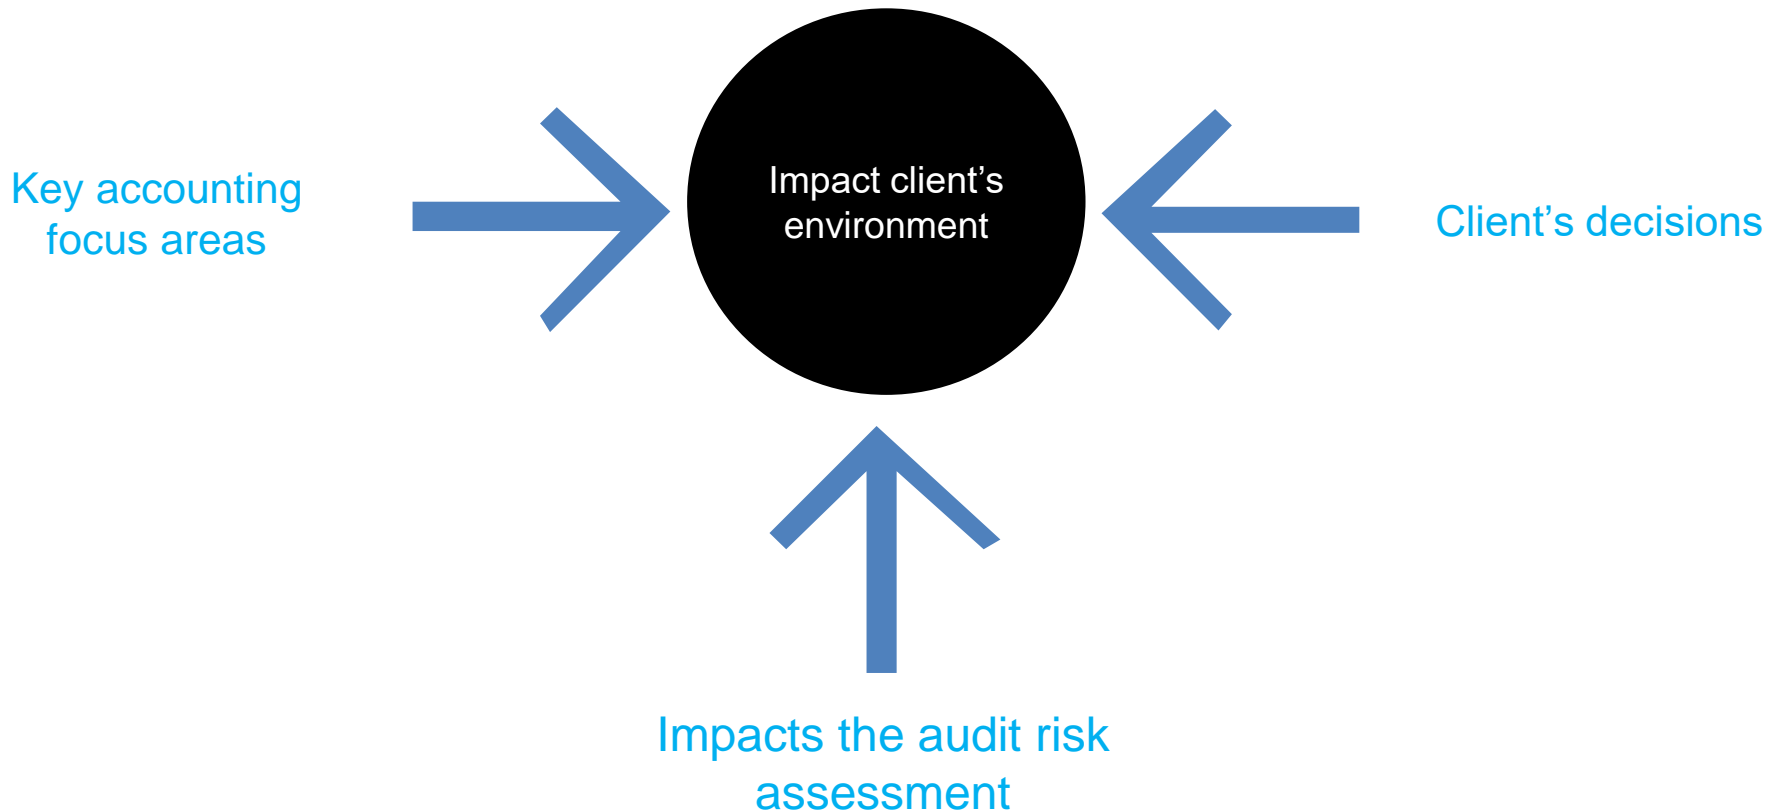 Key accounting
focus areas
Impact client’s
environment
Client’s decisions
Impacts the audit risk
assessment